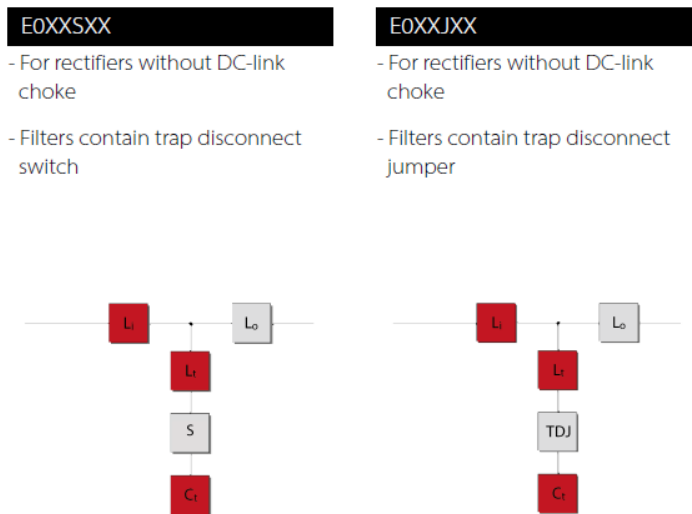 E0XXSXX
- For rectifiers without DC-link
choke
- Filters contain trap disconnect
switch
Li
Lo
Lt
S
Ct
E0XXJXX
- For rectifiers without DC-link
choke
- Filters contain trap disconnect
jumper
Li
Lo
Lt
TDJ
Ct